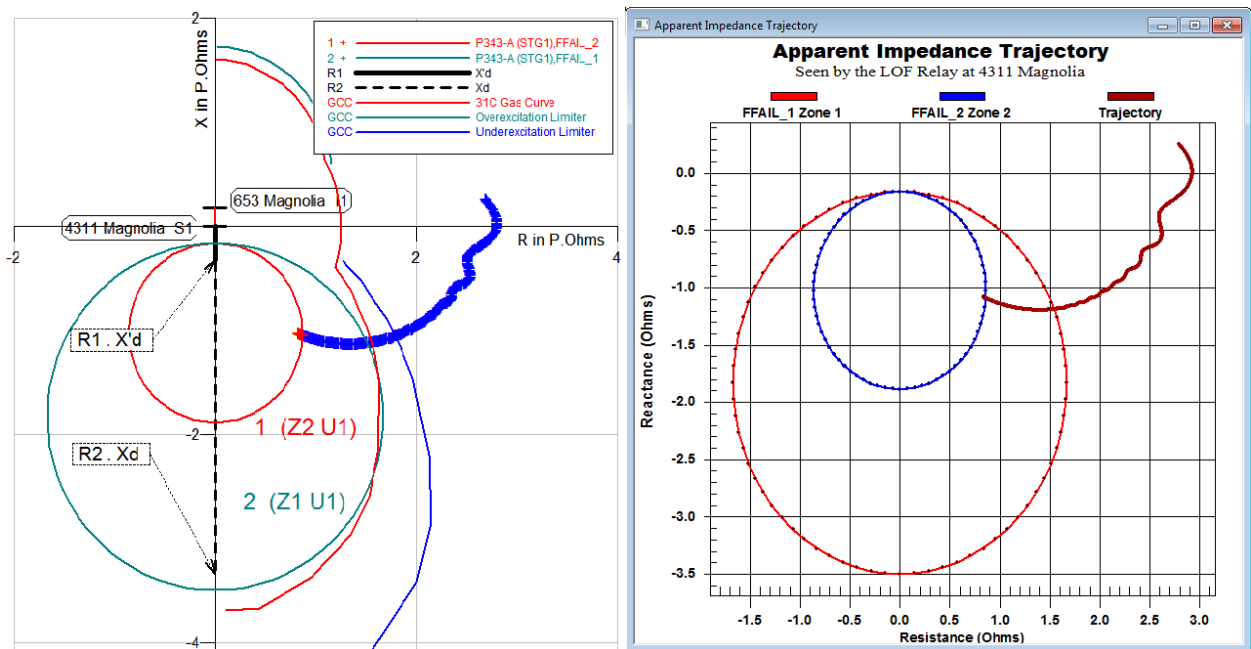 2
X in P.Ohms
1 + P343-A (STG1),FFAIL_2
2 + P343-A (STG1),FFAIL_1
R1 X'd
R2 Xd
GCC 31C Gas Curve
GCC Overexcitation Limiter
GCC Underexcitation Limiter
653 Magnolia 1
4311 Magnolia S1
-2 2 4
R in P.Ohms
R1 . X'd
1 (Z2 U1)
-2
R2 . Xd
2 (Z1 U1)
-4
Apparent Impedance Trajectory
Apparent Impedance Trajectory
Seen by the LOF Relay at 4311 Magnolia
FFAIL_1 Zone 1 FFAIL_2 Zone 2 Trajectory
0.0
-0.5
-1.0
-1.5
-2.0
-2.5
-3.0
-3.5
Reactance (Ohms)
-1.5 -1.0 -0.5 0.0 0.5 1.0 1.5 2.0 2.5 3.0
Resistance (Ohms)